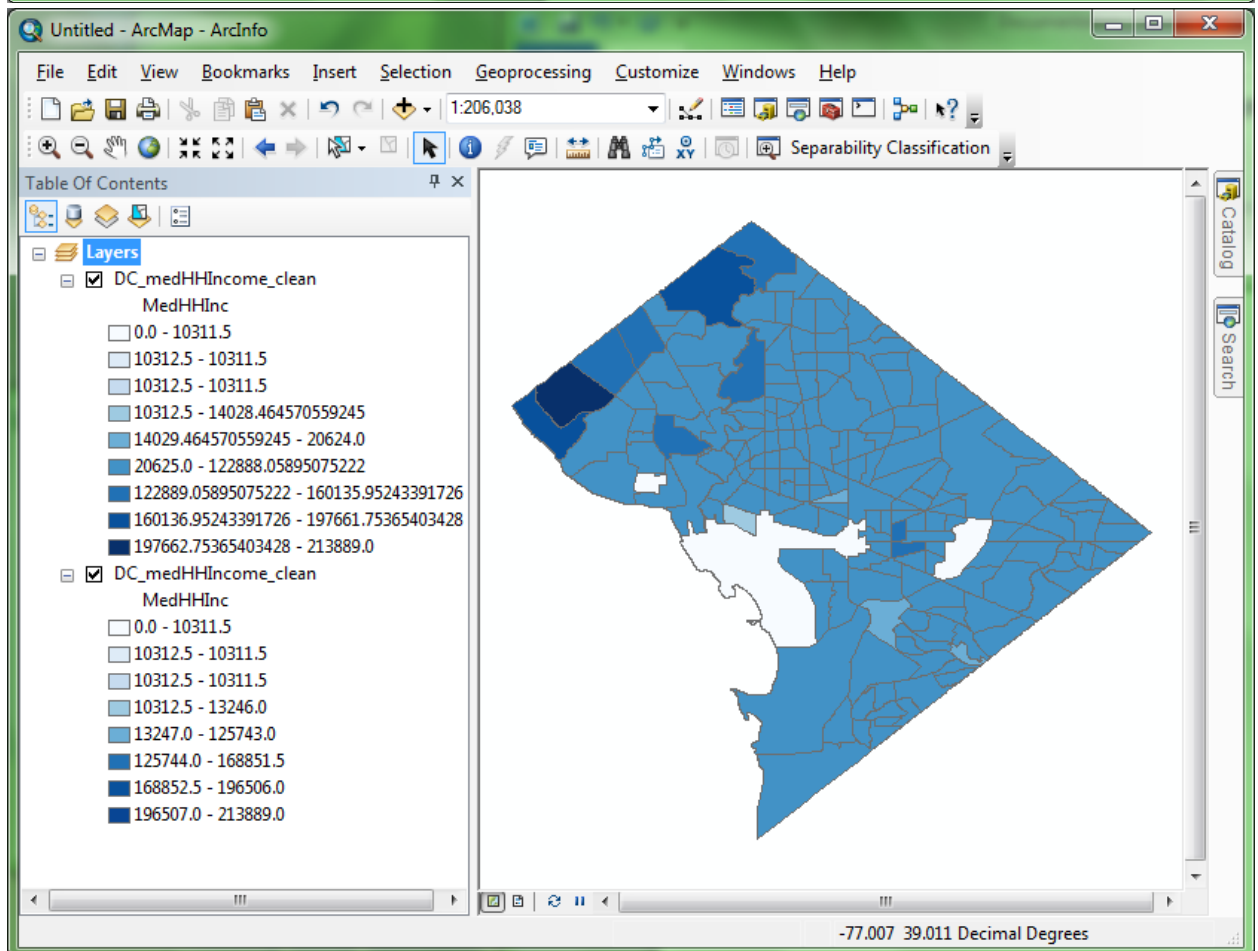 Untitled - ArcMap - ArcInfo
File Edit View Bookmarks Insert Selection Geoprocessing Customize Windows Help
1:206,038
Separability Classification
Table Of Contents
Layers
DC_medHHIncome_clean
MedHHInc
0.0 - 10311.5
10312.5 - 10311.5
10312.5 - 10311.5
10312.5 - 14028.464570559245
14029.464570559245 - 20624.0
20625.0 - 122888.05895075222
122889.05895075222 - 160135.95243391726
160136.95243391726 - 197661.75365403428
197662.75365403428 - 213889.0
DC_medHHIncome_clean
MedHHInc
0.0 - 10311.5
10312.5 - 10311.5
10312.5 - 10311.5
10312.5 - 13246.0
13247.0 - 125743.0
125744.0 - 168851.5
168852.5 - 196506.0
196507.0 - 213889.0
Catalog
Search
-77.007 39.011 Decimal Degrees